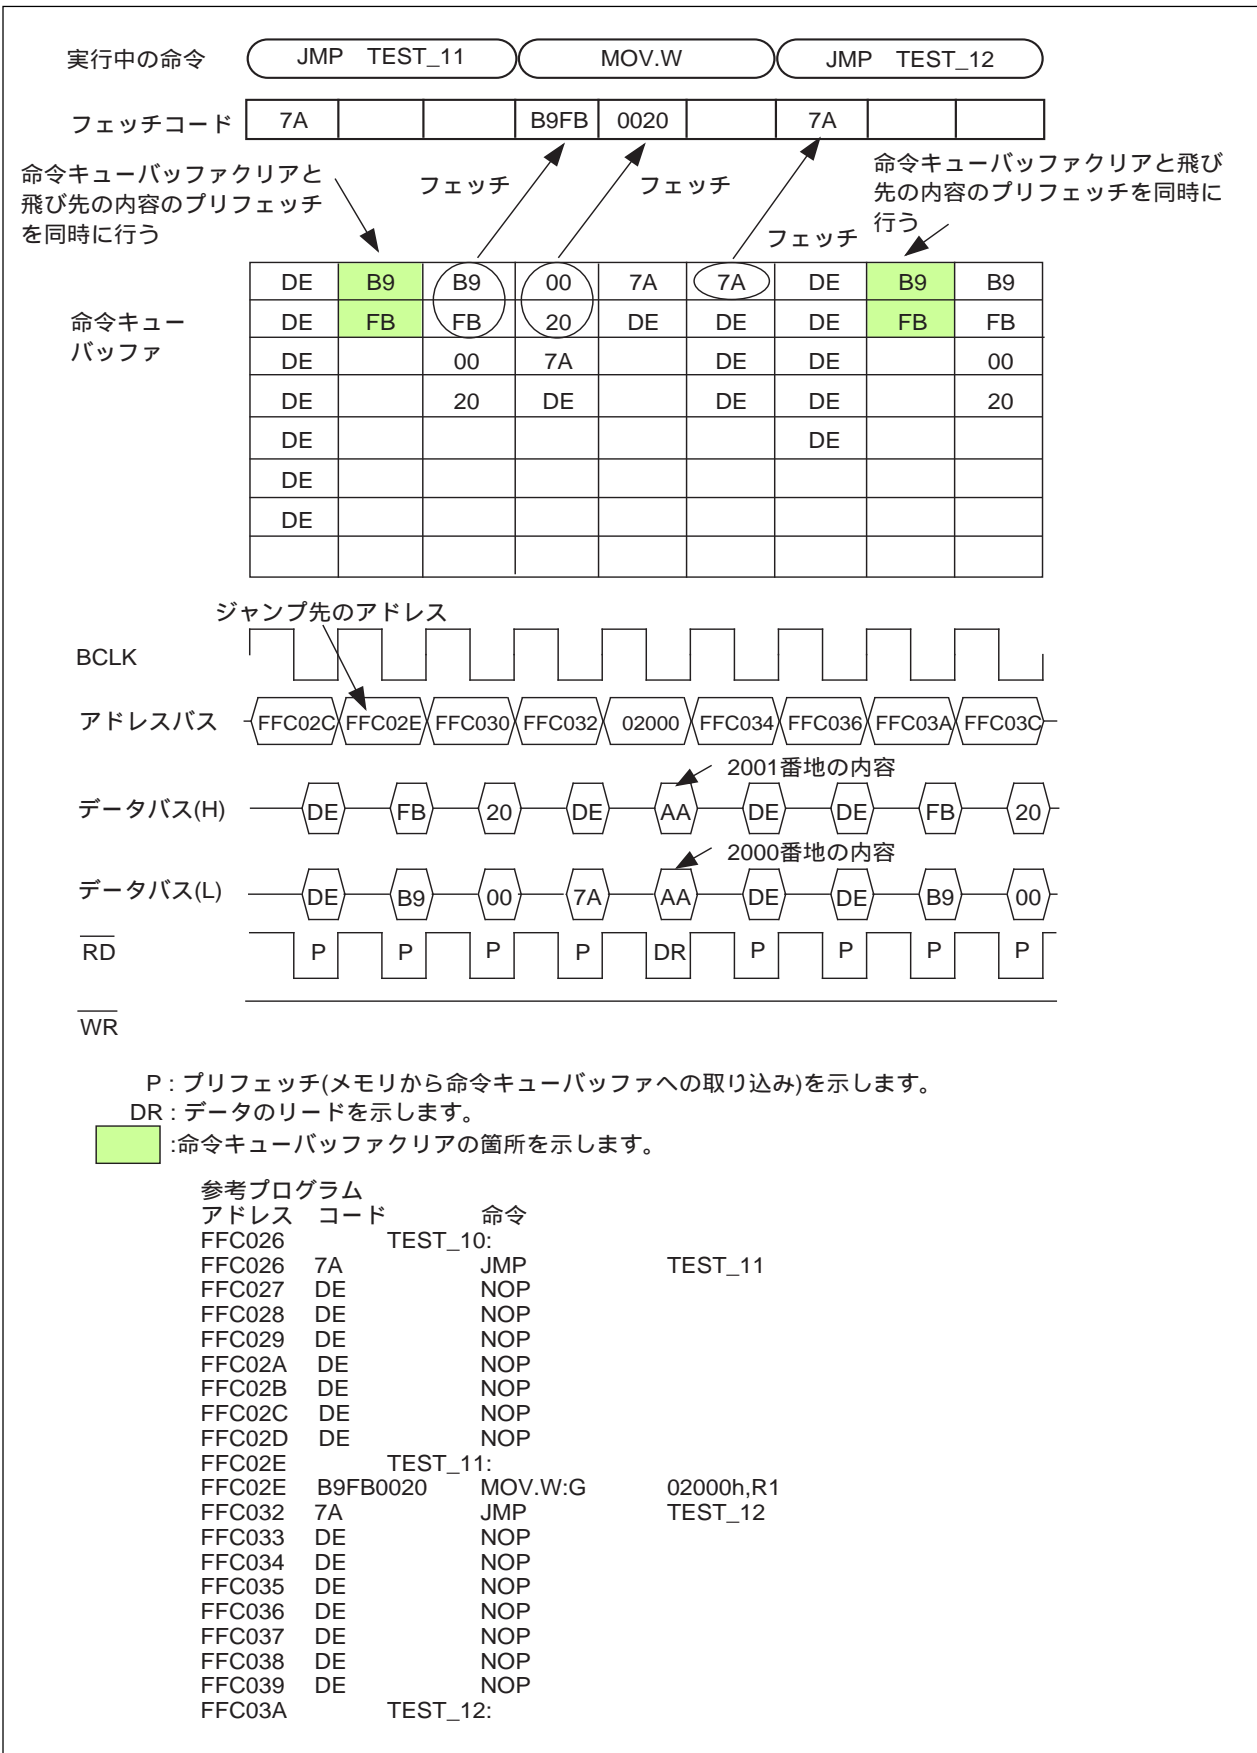 実行中の命令 JMP TEST_11 MOV.W JMP TEST_12
フェッチコード 7A B9FB 0020 7A
命令キューバッファクリアと
飛び先の内容のプリフェッチ
を同時に行う
フェッチ フェッチ
フェッチ
命令キューバッファクリアと飛び
先の内容のプリフェッチを同時に
行う
命令キュー
バッファ
DE B9 B9 00 7A 7A DE B9 B9
DE FB FB 20 DE DE DE FB FB
DE 00 7A DE DE 00
DE 20 DE DE DE 20
DE DE
DE
DE
ジャンプ先のアドレス
BCLK
アドレスバス FFC02C FFC02E FFC030 FFC032 02000 FFC034 FFC036 FFC03A FFC03C
2001番地の内容
データバス(H) DE FB 20 DE AA DE DE FB 20
2000番地の内容
データバス(L) DE B9 00 7A AA DE DE B9 00
RD P P P P DR P P P P
WR
P : プリフェッチ(メモリから命令キューバッファへの取り込み)を示します。
DR : データのリードを示します。
:命令キューバッファクリアの箇所を示します。
参考プログラム
アドレス コード 命令
FFC026 TEST_10:
FFC026 7A JMP TEST_11
FFC027 DE NOP
FFC028 DE NOP
FFC029 DE NOP
FFC02A DE NOP
FFC02B DE NOP
FFC02C DE NOP
FFC02D DE NOP
FFC02E TEST_11:
FFC02E B9FB0020 MOV.W:G 02000h,R1
FFC032 7A JMP TEST_12
FFC033 DE NOP
FFC034 DE NOP
FFC035 DE NOP
FFC036 DE NOP
FFC037 DE NOP
FFC038 DE NOP
FFC039 DE NOP
FFC03A TEST_12: